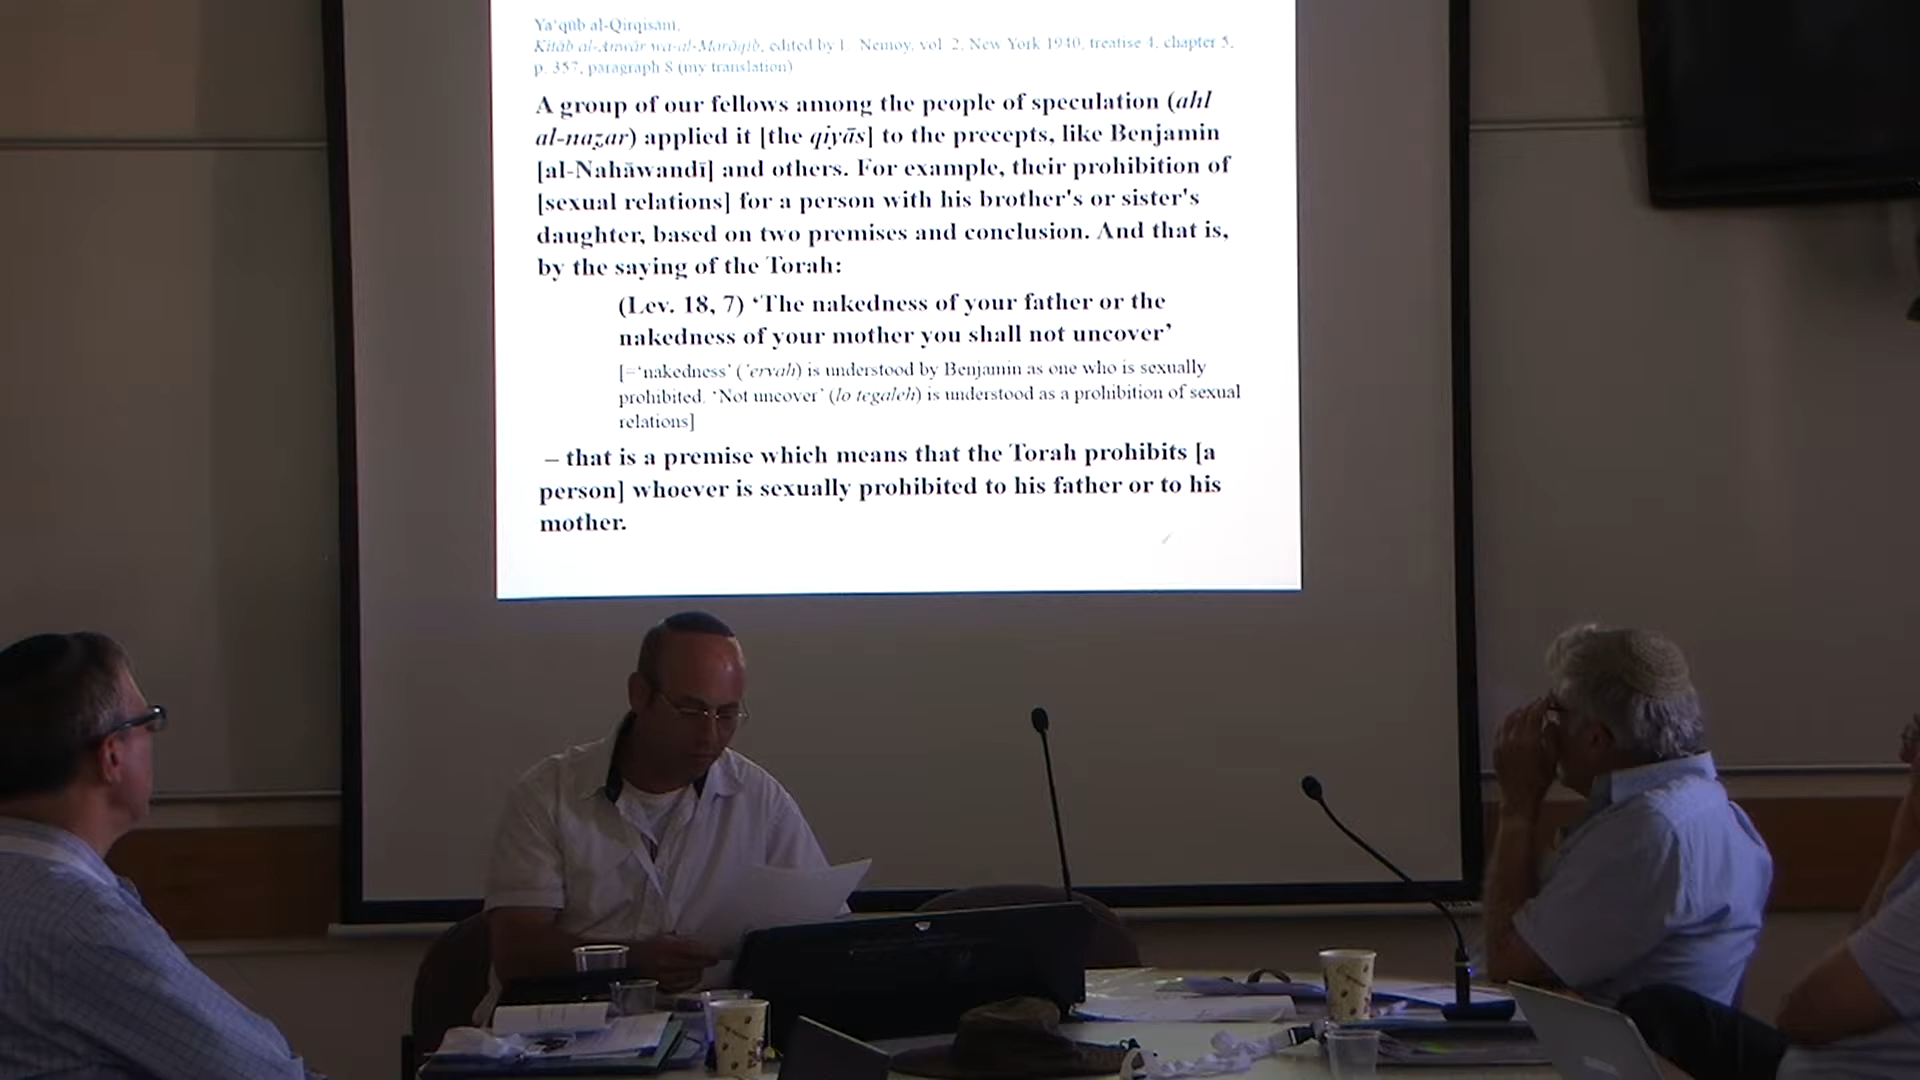 Ya‘qūb al-Qirqisānī,
Kitāb al-Anwār wa-al-Marāqib, edited by L. Nemoy, vol. 2, New York 1940, treatise 4, chapter 5,
p. 357, paragraph 8 (my translation)
A group of our fellows among the people of speculation (ahl
al-naẓar) applied it [the qiyās] to the precepts, like Benjamin
[al-Nahāwandī] and others. For example, their prohibition of
[sexual relations] for a person with his brother's or sister's
daughter, based on two premises and conclusion. And that is,
by the saying of the Torah:
(Lev. 18, 7) ‘The nakedness of your father or the
nakedness of your mother you shall not uncover’
[=‘nakedness’ (‘ervah) is understood by Benjamin as one who is sexually
prohibited. ‘Not uncover’ (lo tegaleh) is understood as a prohibition of sexual
relations]
– that is a premise which means that the Torah prohibits [a
person] whoever is sexually prohibited to his father or to his
mother.